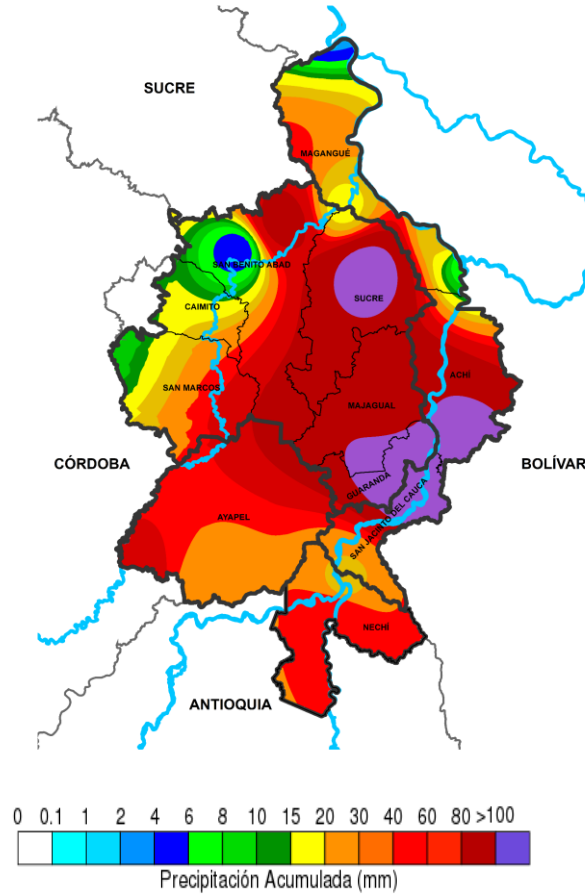 SUCRE
MAGANGUÉ
SAN BENITO ABAD
SUCRE
CAIMITO
ACHÍ
SAN MARCOS
MAJAGUAL
CÓRDOBA
BOLÍVAR
GUARANDA
SAN JACINTO DEL CAUCA
AYAPEL
NECHÍ
ANTIOQUIA
0 0.1 1 2 4 6 8 10 15 20 30 40 60 80 >100
Precipitación Acumulada (mm)